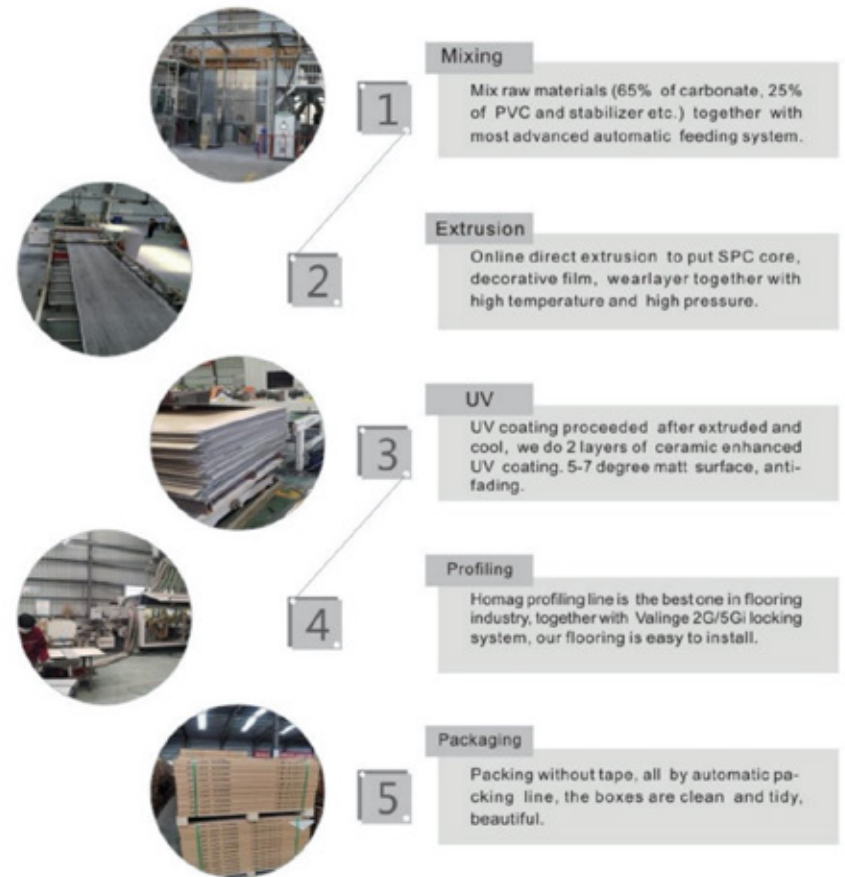 1
Mixing
Mix raw materials (65% of carbonate, 25%
of PVC and stabilizer etc.) together with
most advanced automatic feeding system.
2
Extrusion
Online direct extrusion to put SPC core,
decorative film, wearlayer together with
high temperature and high pressure.
3
UV
UV coating proceeded after extruded and
cool, we do 2 layers of ceramic enhanced
UV coating. 5-7 degree matt surface, anti-
fading.
4
Profiling
Homag profiling line is the best one in flooring
industry, together with Valinge 2G/5Gi locking
system, our flooring is easy to install.
5
Packaging
Packing without tape, all by automatic pa-
cking line, the boxes are clean and tidy,
beautiful.